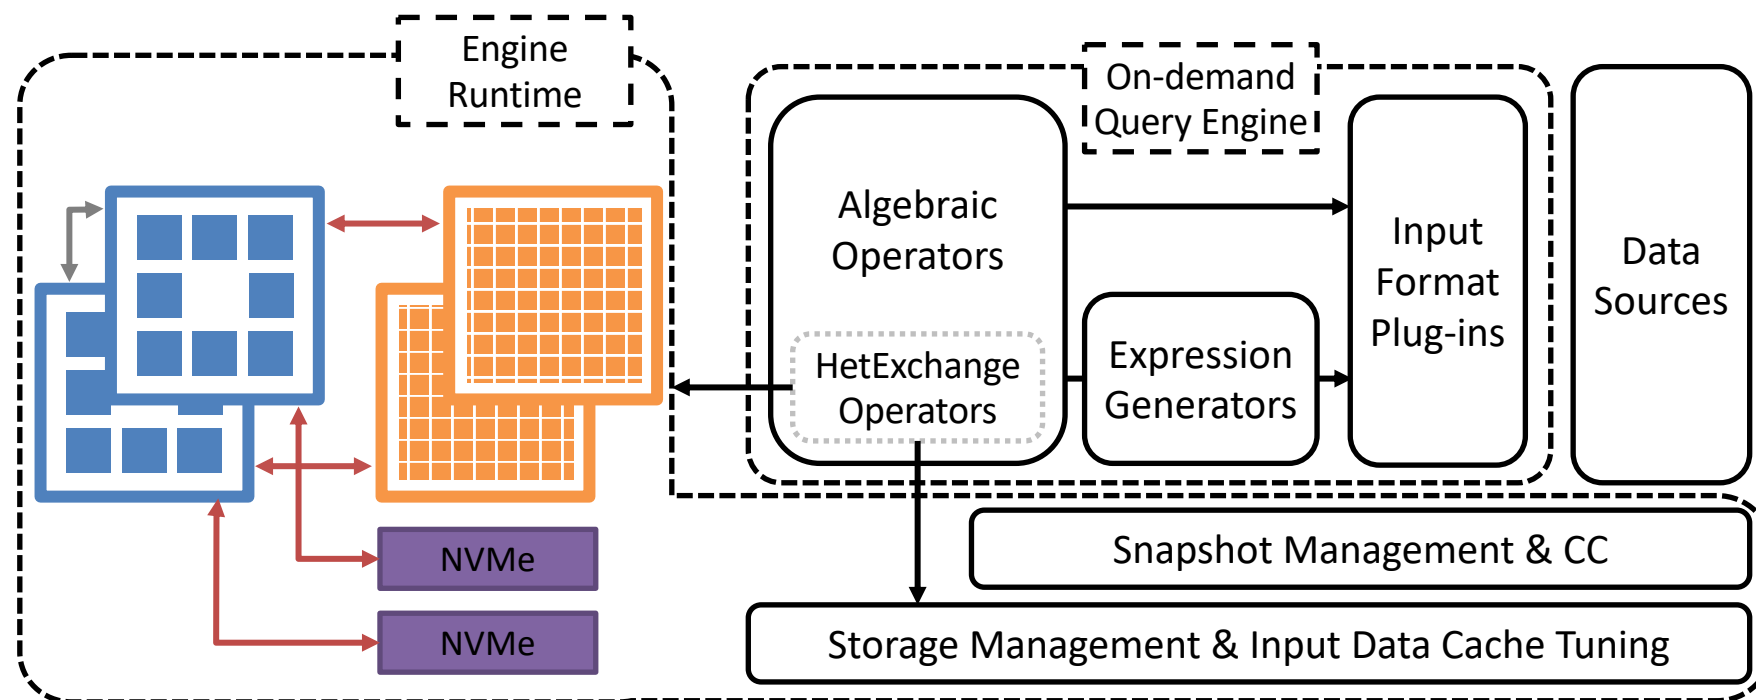 Engine
Runtime
On-demand
Query Engine
Algebraic
Operators
HetExchange
Operators
Expression
Generators
Input
Format
Plug-ins
Data
Sources
NVMe
NVMe
Snapshot Management & CC
Storage Management & Input Data Cache Tuning